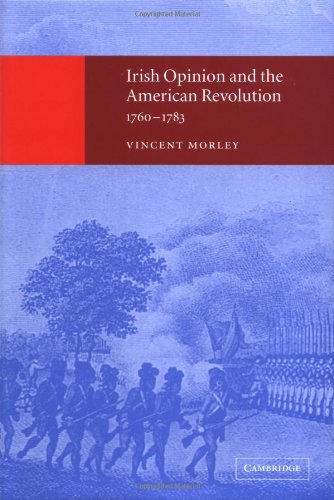 Irish Opinion and the
American Revolution
1760–1783
VINCENT MORLEY
CAMBRIDGE